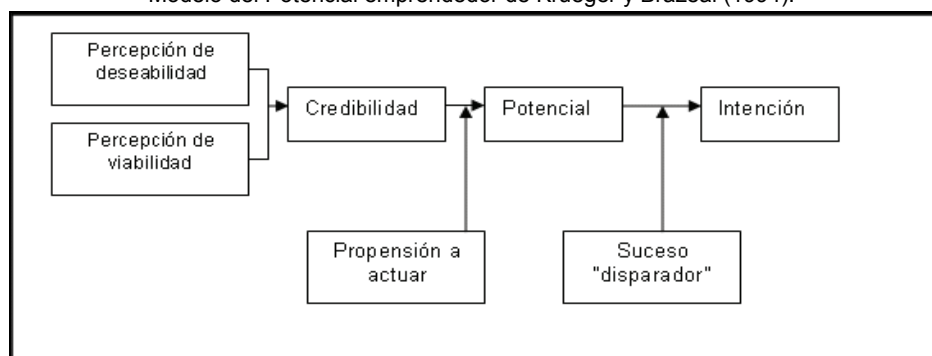 Modelo del Potencial emprendedor de Krueger y Brazeal (1994).
Percepción de
deseabilidad
Percepción de
viabilidad
Credibilidad
Potencial
Intención
Propensión a
actuar
Suceso
"disparador"